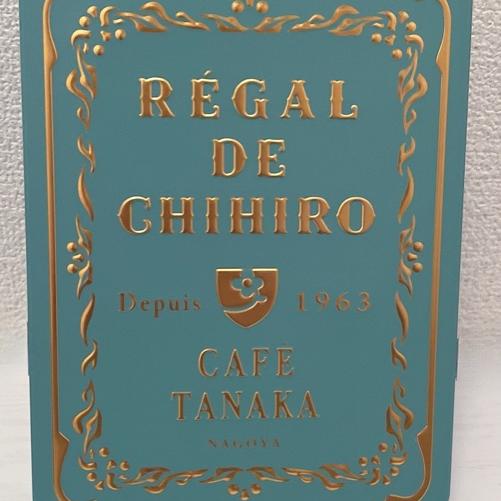 RÉGAL
DE
CHIHIRO
Depuis 1963
CAFÉ
TANAKA
NAGOYA